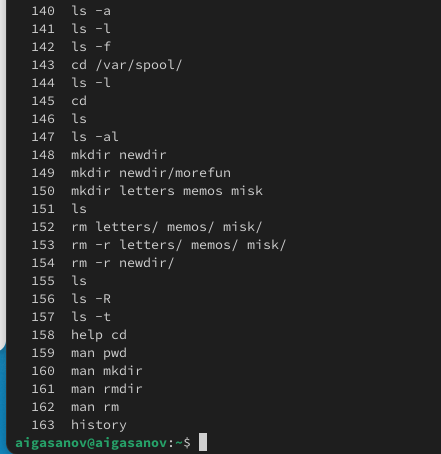 140 ls -a
141 ls -l
142 ls -f
143 cd /var/spool/
144 ls -l
145 cd
146 ls
147 ls -al
148 mkdir newdir
149 mkdir newdir/morefun
150 mkdir letters memos misk
151 ls
152 rm letters/ memos/ misk/
153 rm -r letters/ memos/ misk/
154 rm -r newdir/
155 ls
156 ls -R
157 ls -t
158 help cd
159 man pwd
160 man mkdir
161 man rmdir
162 man rm
163 history
aigasanov@aigasanov:~$